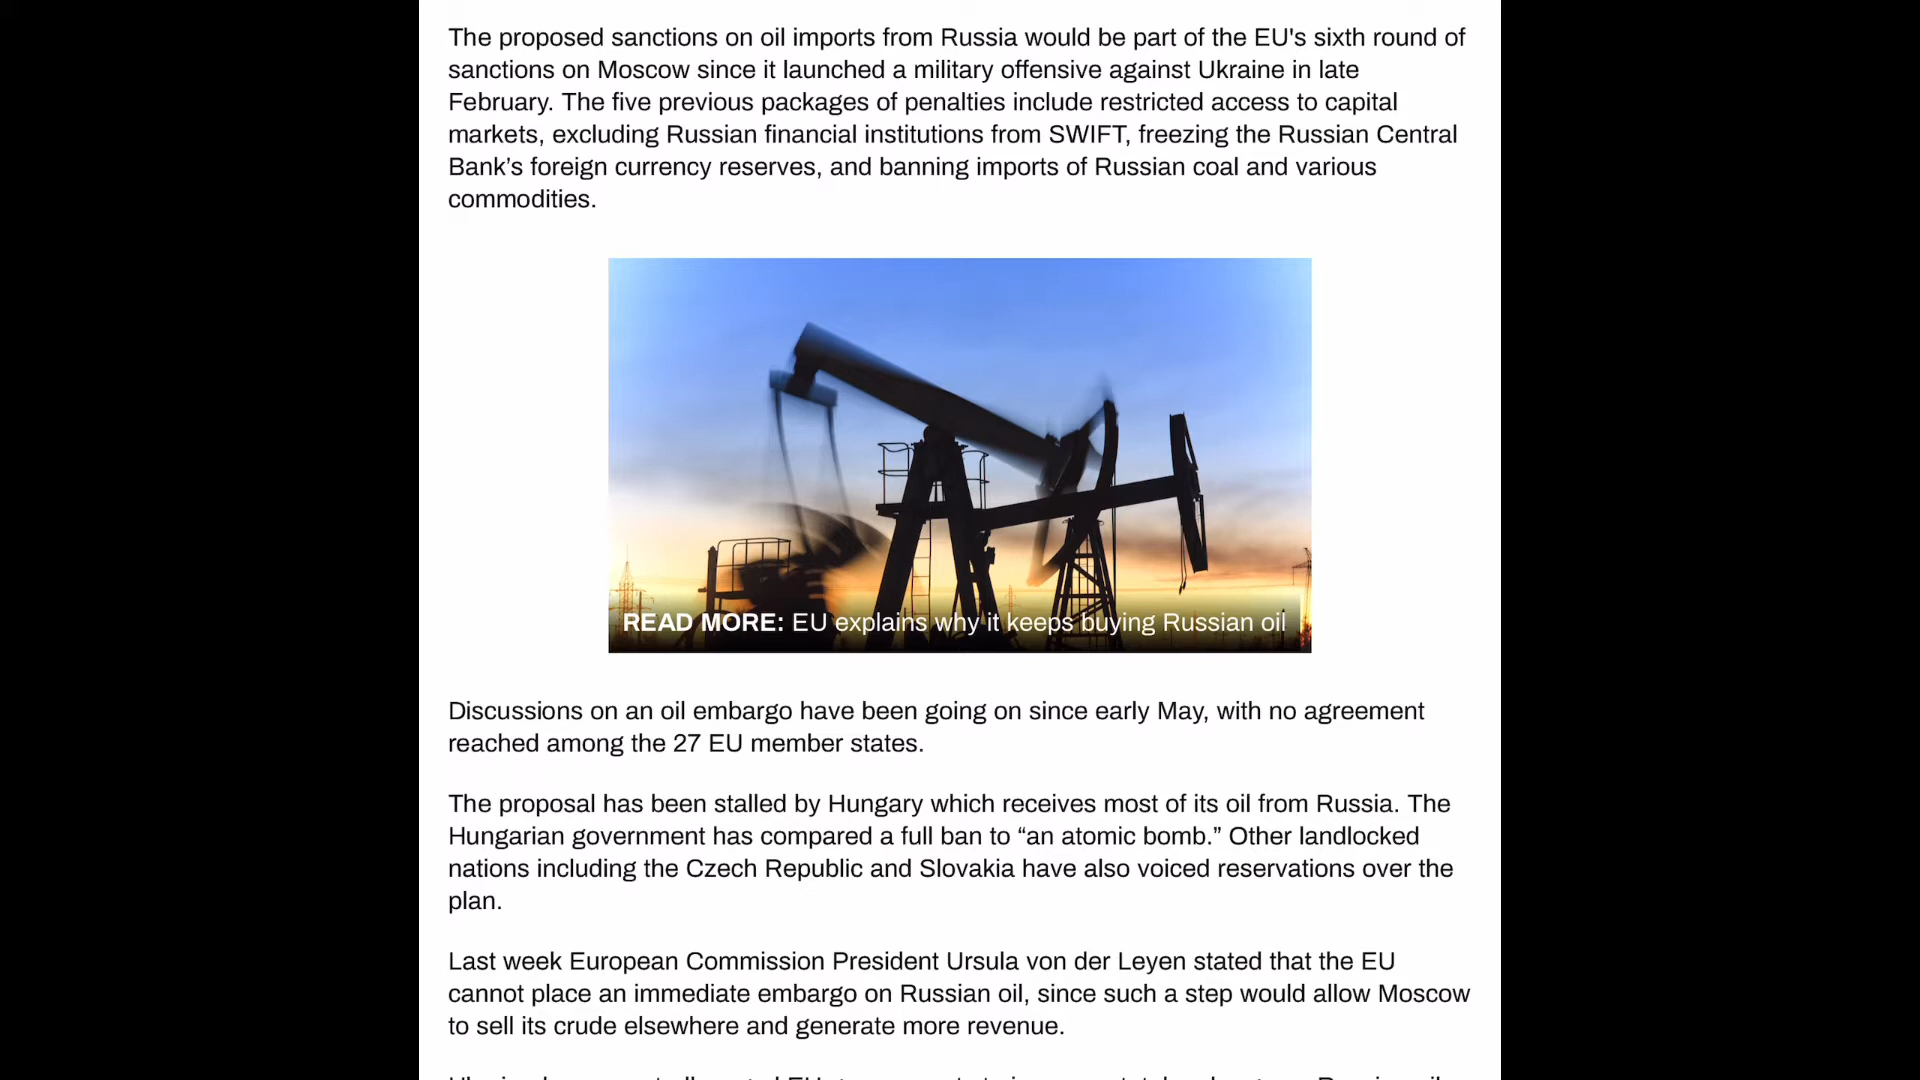 The proposed sanctions on oil imports from Russia would be part of the EU's sixth round of
sanctions on Moscow since it launched a military offensive against Ukraine in late
February. The five previous packages of penalties include restricted access to capital
markets, excluding Russian financial institutions from SWIFT, freezing the Russian Central
Bank’s foreign currency reserves, and banning imports of Russian coal and various
commodities.
READ MORE: EU explains why it keeps buying Russian oil
Discussions on an oil embargo have been going on since early May, with no agreement
reached among the 27 EU member states.
The proposal has been stalled by Hungary which receives most of its oil from Russia. The
Hungarian government has compared a full ban to “an atomic bomb.” Other landlocked
nations including the Czech Republic and Slovakia have also voiced reservations over the
plan.
Last week European Commission President Ursula von der Leyen stated that the EU
cannot place an immediate embargo on Russian oil, since such a step would allow Moscow
to sell its crude elsewhere and generate more revenue.